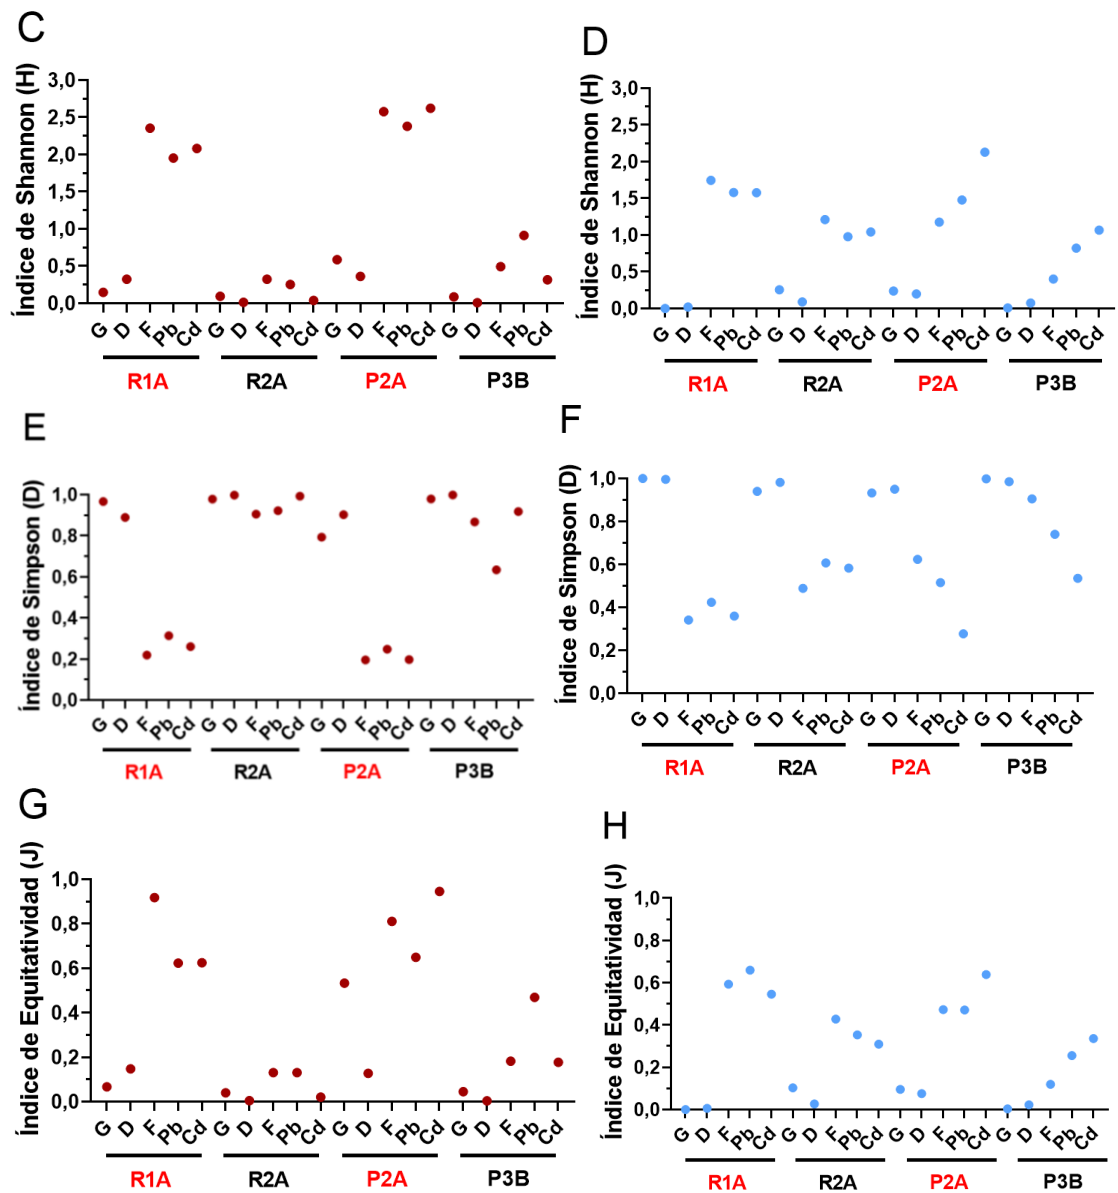 C
Índice de Shannon (H)
3,0
2,5
2,0
1,5
1,0
0,5
0,0
G D F Pb Cd G D F Pb Cd G D F Pb Cd G D F Pb Cd
R1A R2A P2A P3B
D
Índice de Shannon (H)
3,0
2,5
2,0
1,5
1,0
0,5
0,0
G D F Pb Cd G D F Pb Cd G D F Pb Cd G D F Pb Cd
R1A R2A P2A P3B
E
Índice de Simpson (D)
1,0
0,8
0,6
0,4
0,2
0,0
G D F Pb Cd G D F Pb Cd G D F Pb Cd G D F Pb Cd
R1A R2A P2A P3B
F
Índice de Simpson (D)
1,0
0,8
0,6
0,4
0,2
0,0
G D F Pb Cd G D F Pb Cd G D F Pb Cd G D F Pb Cd
R1A R2A P2A P3B
G
Índice de Equitatividad (J)
1,0
0,8
0,6
0,4
0,2
0,0
G D F Pb Cd G D F Pb Cd G D F Pb Cd G D F Pb Cd
R1A R2A P2A P3B
H
Índice de Equitatividad (J)
1,0
0,8
0,6
0,4
0,2
0,0
G D F Pb Cd G D F Pb Cd G D F Pb Cd G D F Pb Cd
R1A R2A P2A P3B